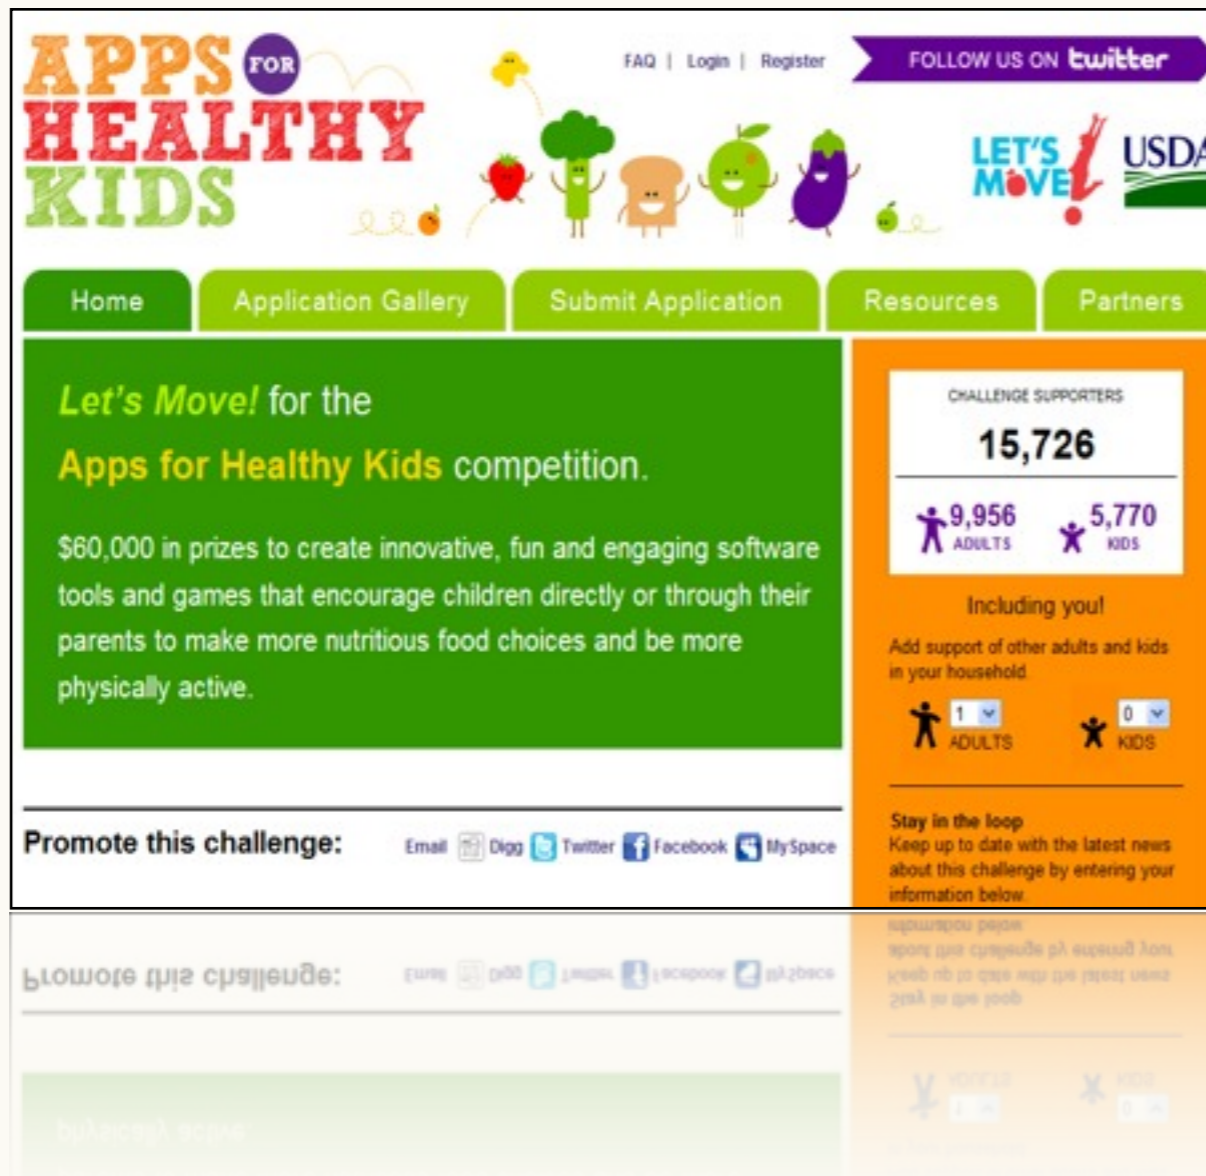 APPS FOR
HEALTHY
KIDS
FAQ | Login | Register
FOLLOW US ON twitter
LET'S
MOVE!
USDA
Home
Application Gallery
Submit Application
Resources
Partners
Let's Move! for the
Apps for Healthy Kids competition.
$60,000 in prizes to create innovative, fun and engaging software
tools and games that encourage children directly or through their
parents to make more nutritious food choices and be more
physically active.
Promote this challenge:
Email Digg Twitter Facebook MySpace
CHALLENGE SUPPORTERS
15,726
9,956
ADULTS
5,770
KIDS
Including you!
Add support of other adults and kids
in your household.
1
ADULTS
0
KIDS
Stay in the loop
Keep up to date with the latest news
about this challenge by entering your
information below.